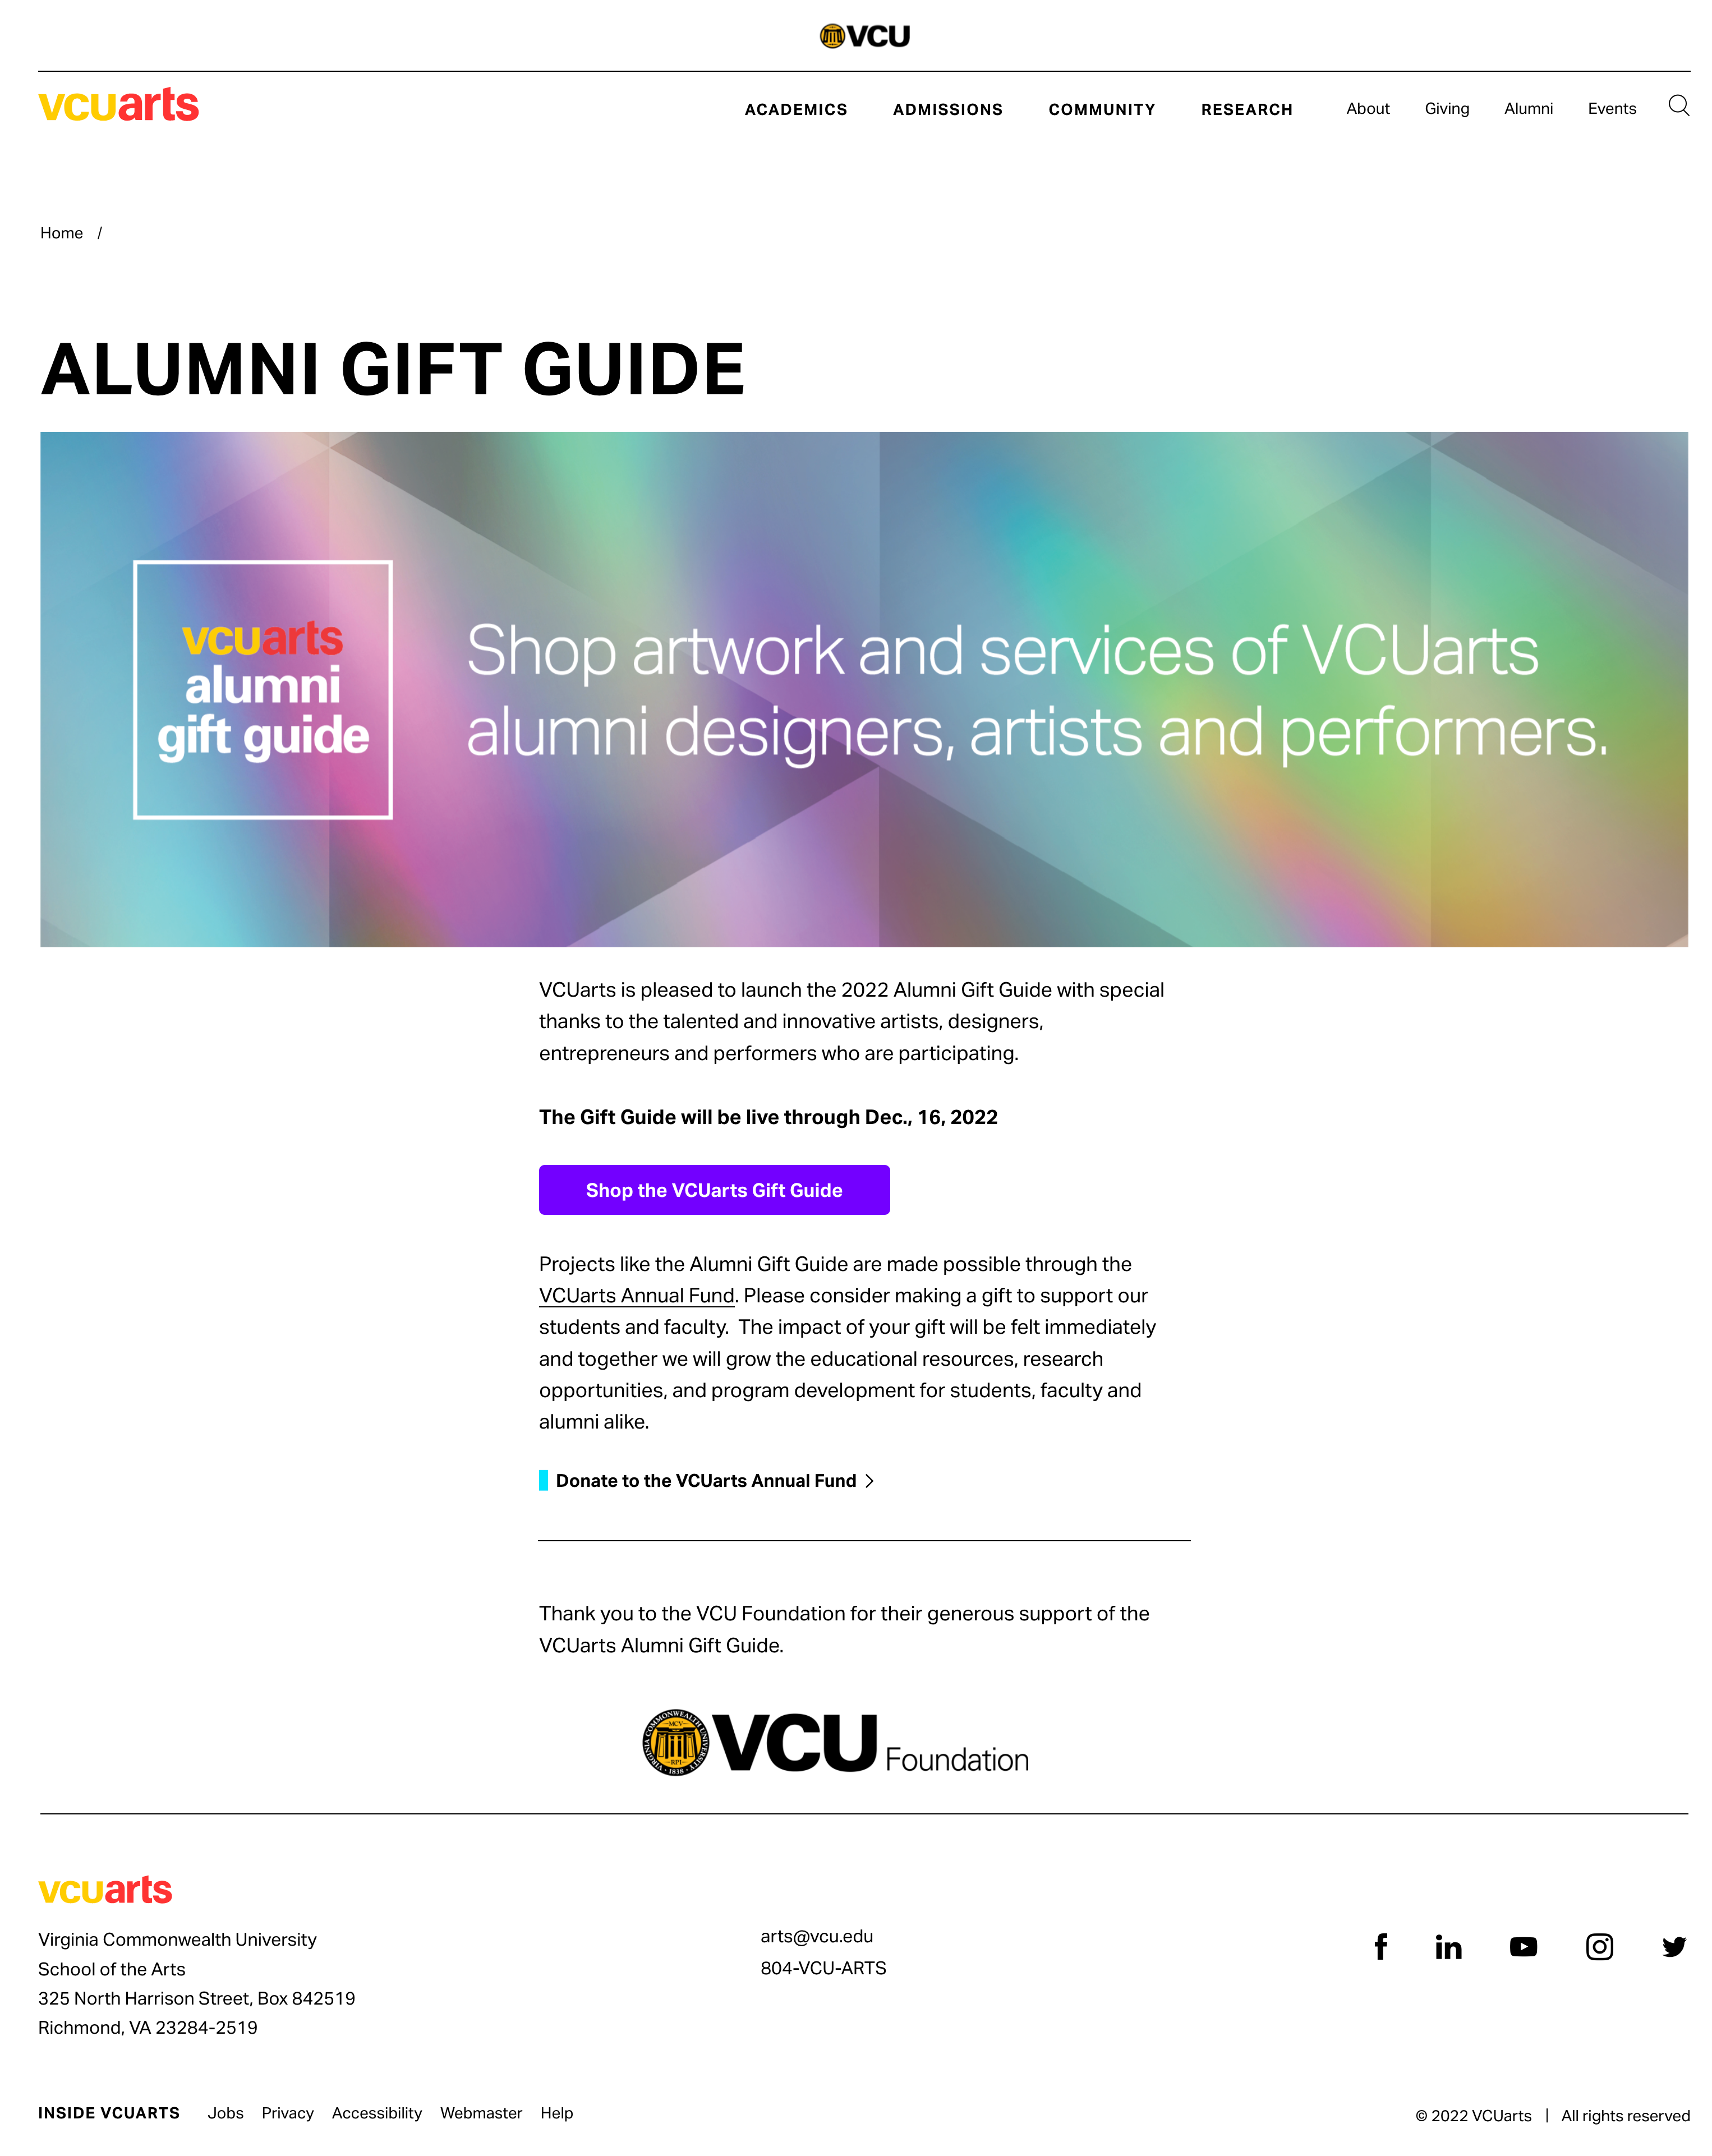 VCU
vcuarts
ACADEMICS ADMISSIONS COMMUNITY RESEARCH About Giving Alumni Events
Home /
ALUMNI GIFT GUIDE
vcuarts
alumni
gift guide
Shop artwork and services of VCUarts
alumni designers, artists and performers.
VCUarts is pleased to launch the 2022 Alumni Gift Guide with special
thanks to the talented and innovative artists, designers,
entrepreneurs and performers who are participating.
The Gift Guide will be live through Dec., 16, 2022
Shop the VCUarts Gift Guide
Projects like the Alumni Gift Guide are made possible through the
VCUarts Annual Fund. Please consider making a gift to support our
students and faculty.  The impact of your gift will be felt immediately
and together we will grow the educational resources, research
opportunities, and program development for students, faculty and
alumni alike.
Donate to the VCUarts Annual Fund
Thank you to the VCU Foundation for their generous support of the
VCUarts Alumni Gift Guide.
VIRGINIA COMMONWEALTH UNIVERSITY
MCV
RPI
1838
VCU Foundation
vcuarts
Virginia Commonwealth University
School of the Arts
325 North Harrison Street, Box 842519
Richmond, VA 23284-2519
arts@vcu.edu
804-VCU-ARTS
INSIDE VCUARTS Jobs Privacy Accessibility Webmaster Help
© 2022 VCUarts | All rights reserved